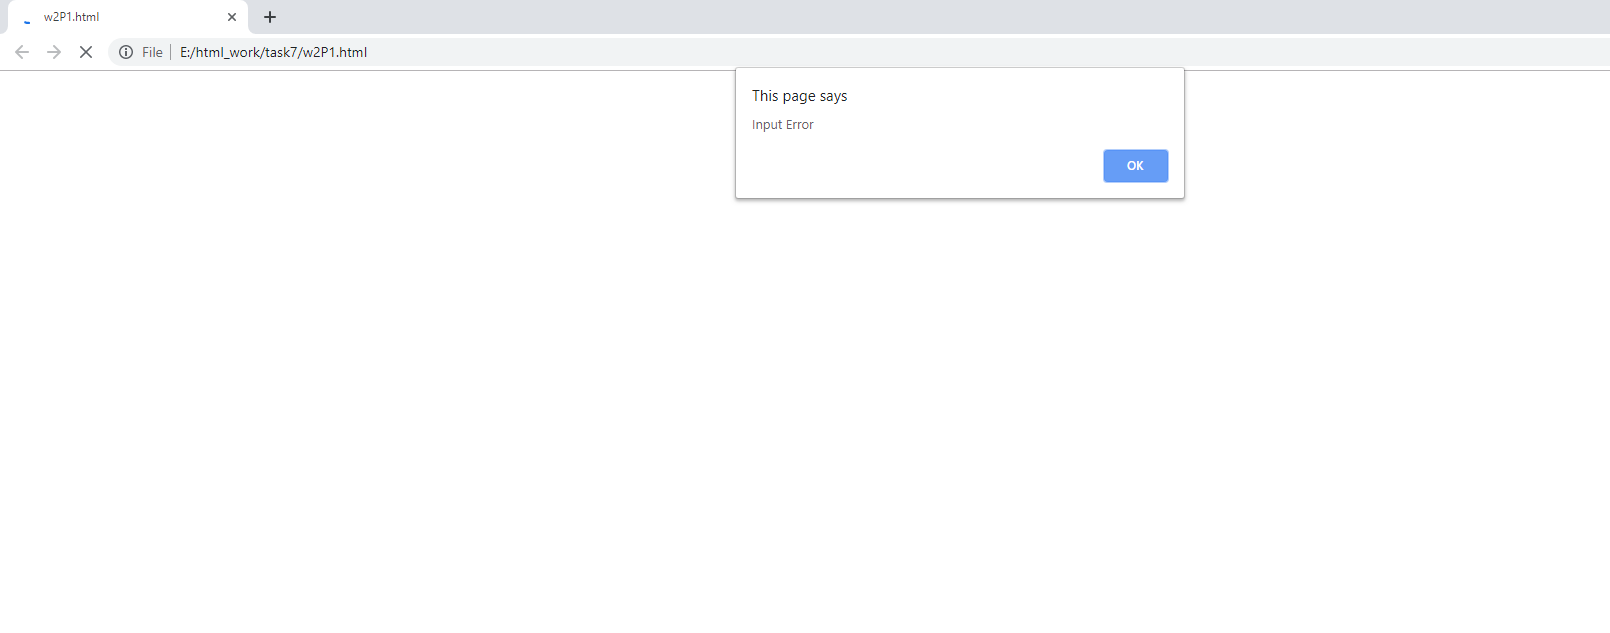 w2P1.html
File E:/html_work/task7/w2P1.html
This page says
Input Error
OK